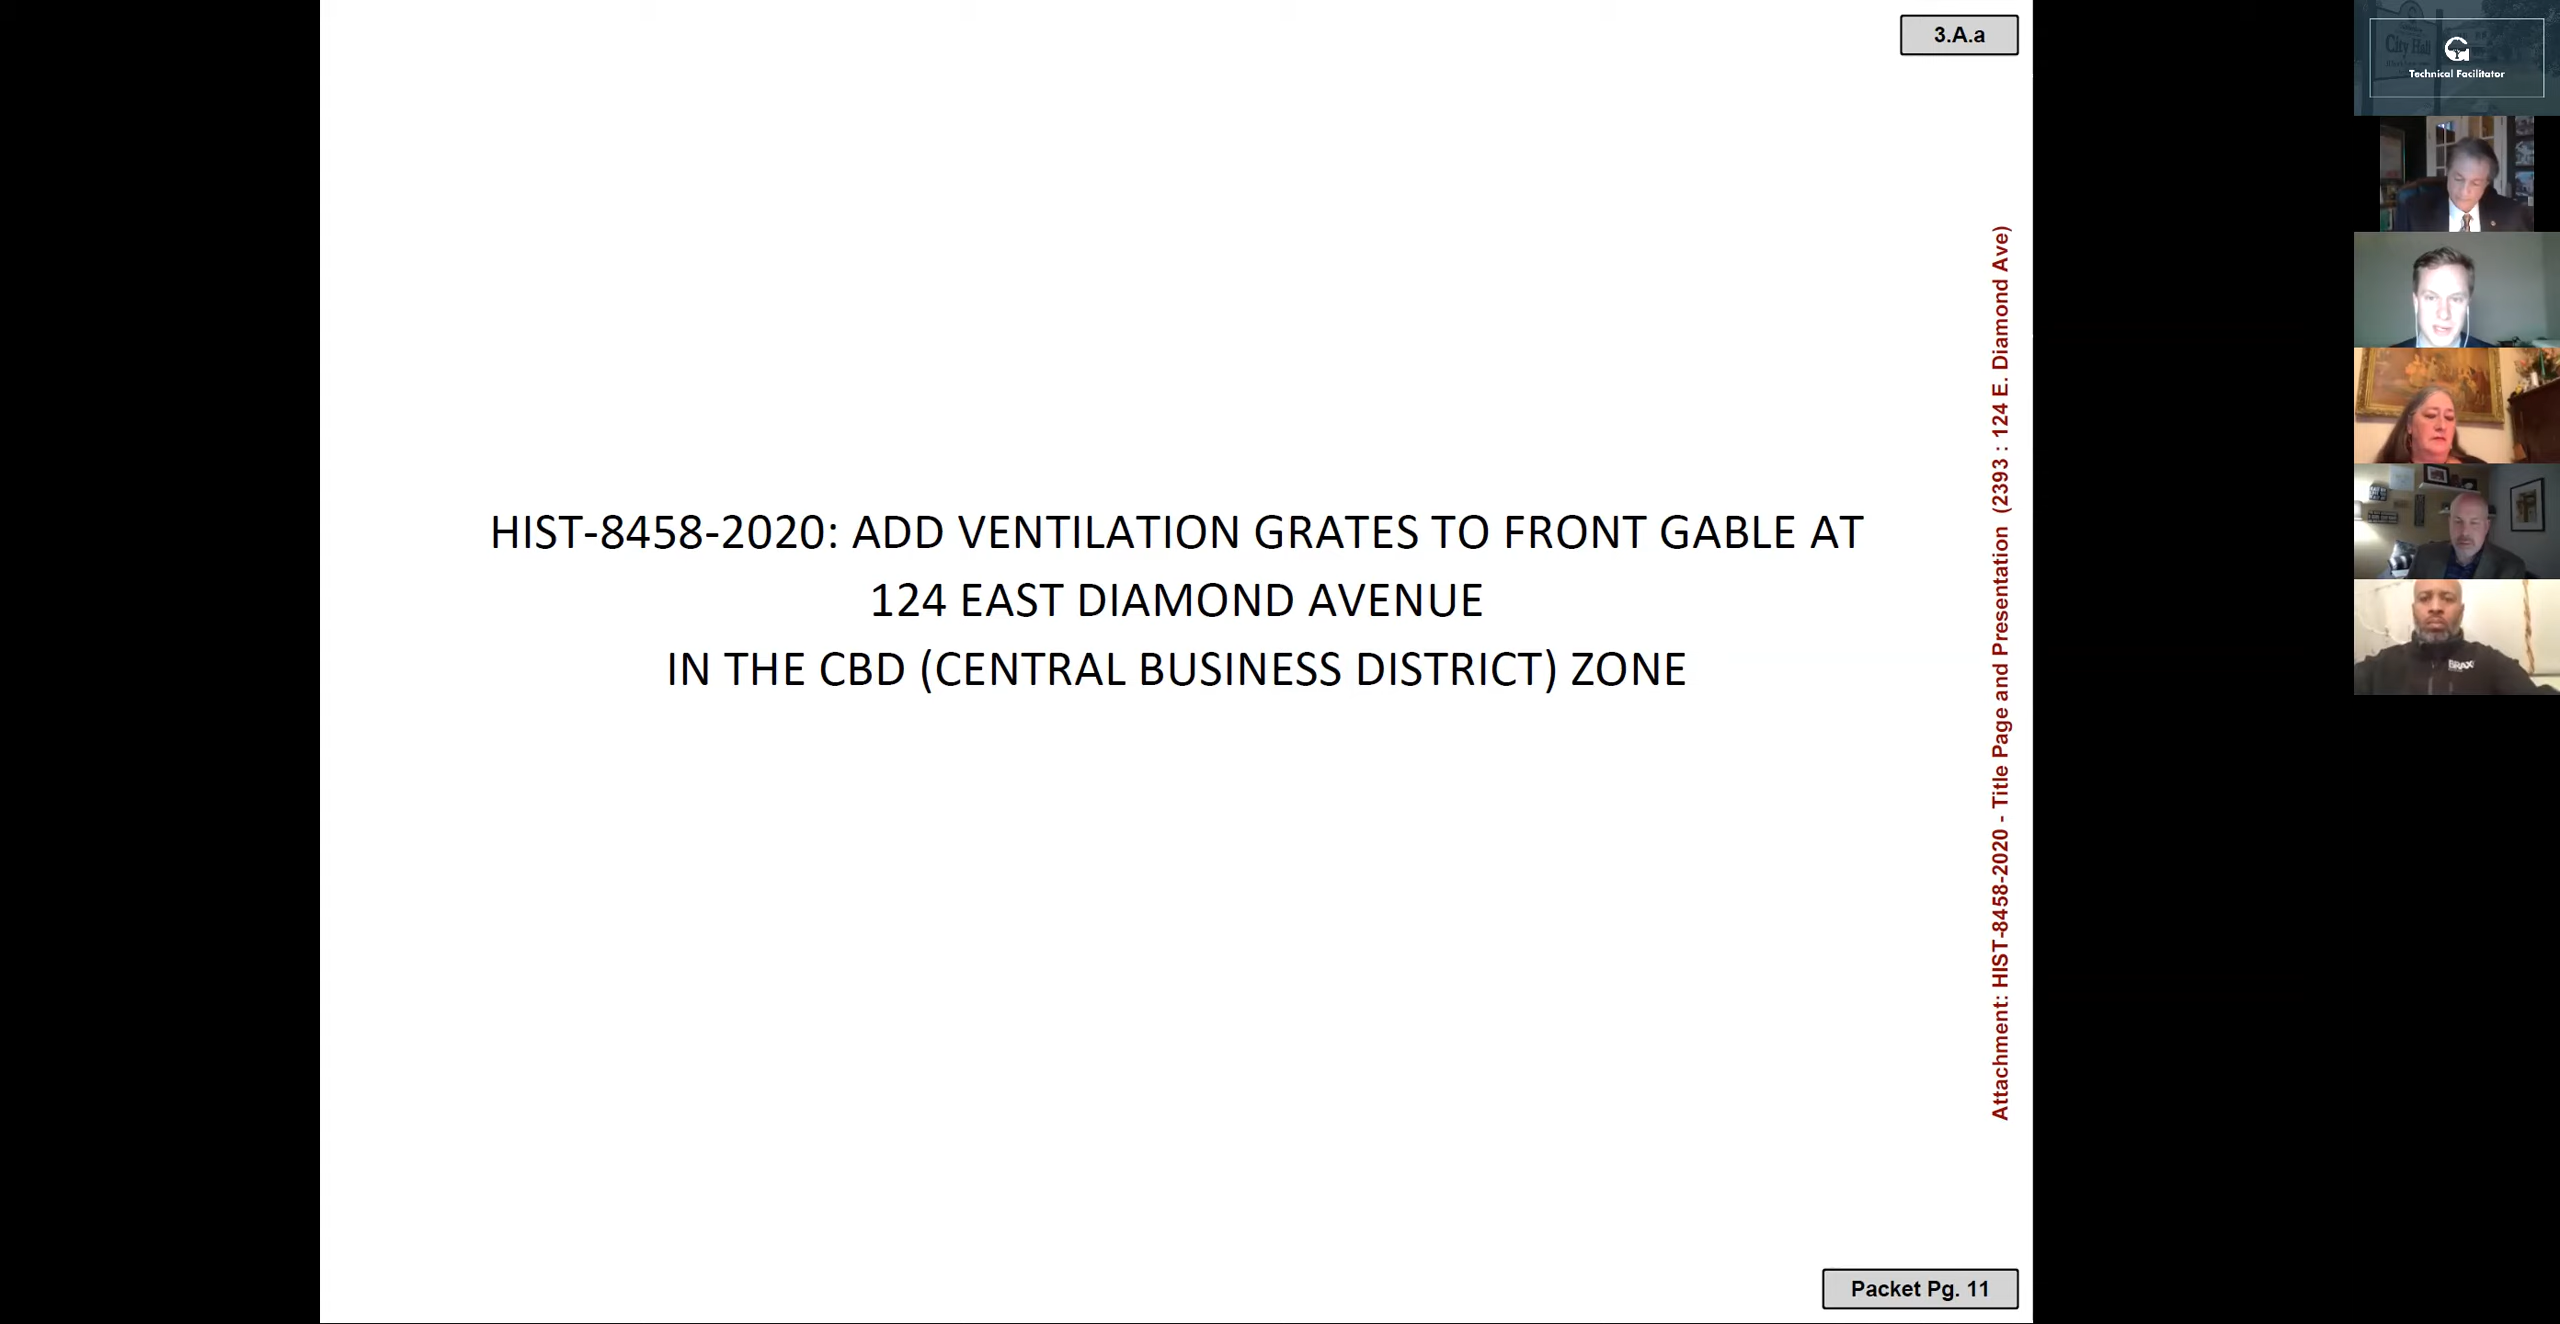 3.A.a
HIST-8458-2020: ADD VENTILATION GRATES TO FRONT GABLE AT
124 EAST DIAMOND AVENUE
IN THE CBD (CENTRAL BUSINESS DISTRICT) ZONE
Attachment: HIST-8458-2020 - Title Page and Presentation (2393 : 124 E. Diamond Ave)
Packet Pg. 11
City Hall
Technical Facilitator